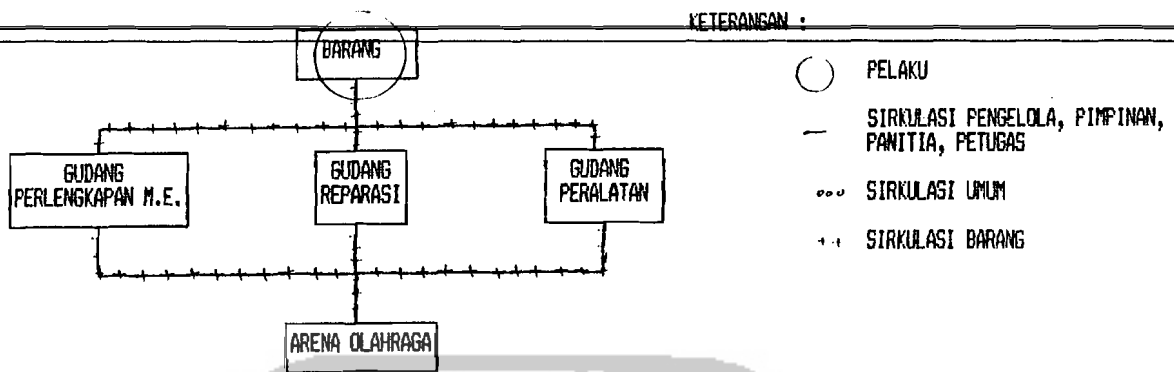 KETERANGAN :
BARANG
PELAKU
SIRKULASI PENGELOLA, PIMPINAN,
PANITIA, PETUGAS
SIRKULASI UMUM
SIRKULASI BARANG
GUDANG
PERLENGKAPAN M.E.
GUDANG
REPARASI
GUDANG
PERALATAN
ARENA OLAHRAGA